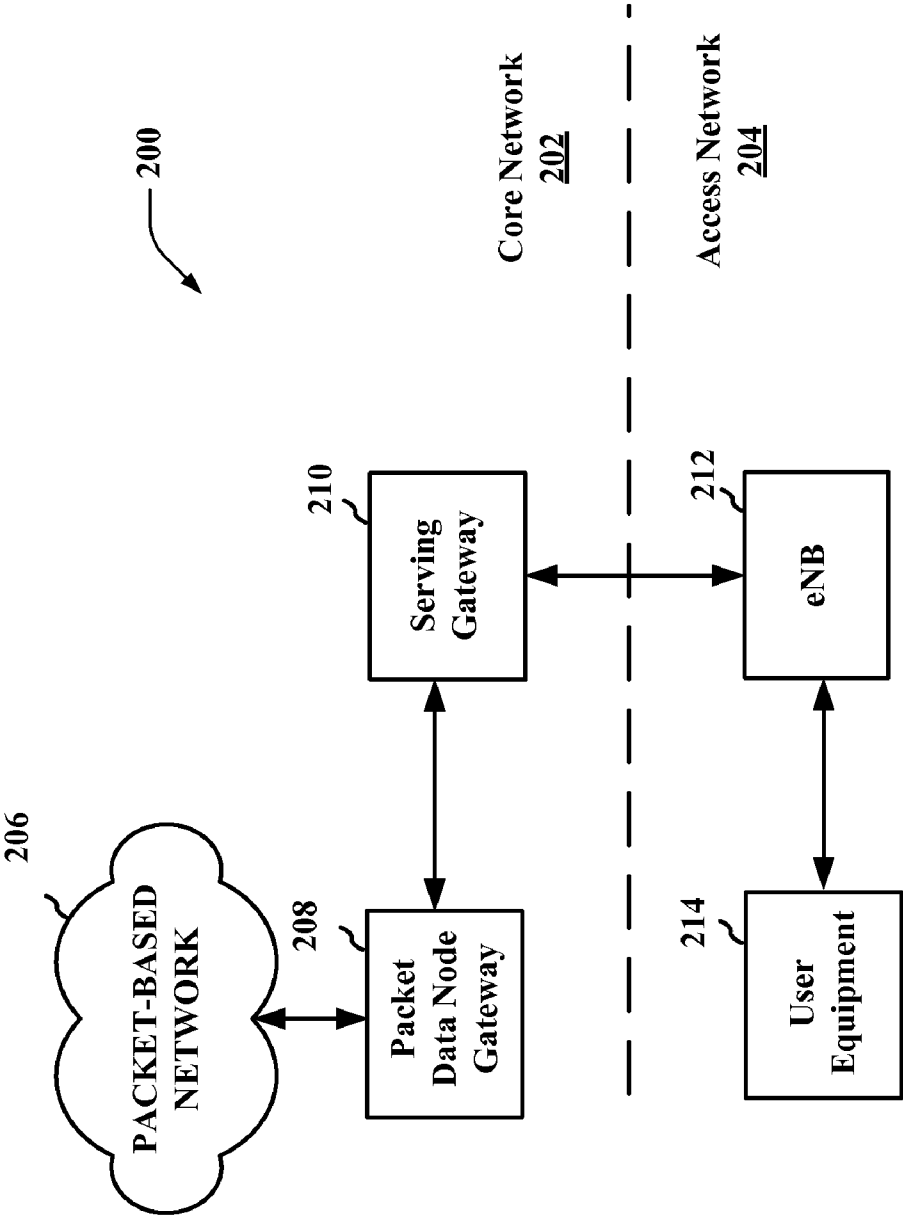 200
206
PACKET-BASED
NETWORK
208
Packet
Data Node
Gateway
210
Serving
Gateway
Core Network
202
Access Network
204
214
User
Equipment
212
eNB